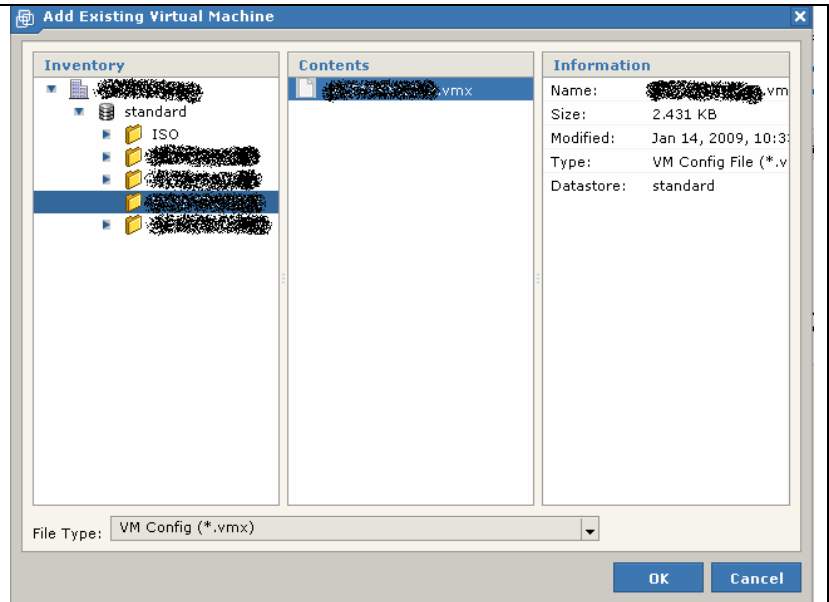 Add Existing Virtual Machine
Inventory
standard
ISO
Contents
.vmx
Information
Name: .vm
Size: 2.431 KB
Modified: Jan 14, 2009, 10:3
Type: VM Config File (*.v
Datastore: standard
File Type: VM Config (*.vmx)
OK Cancel